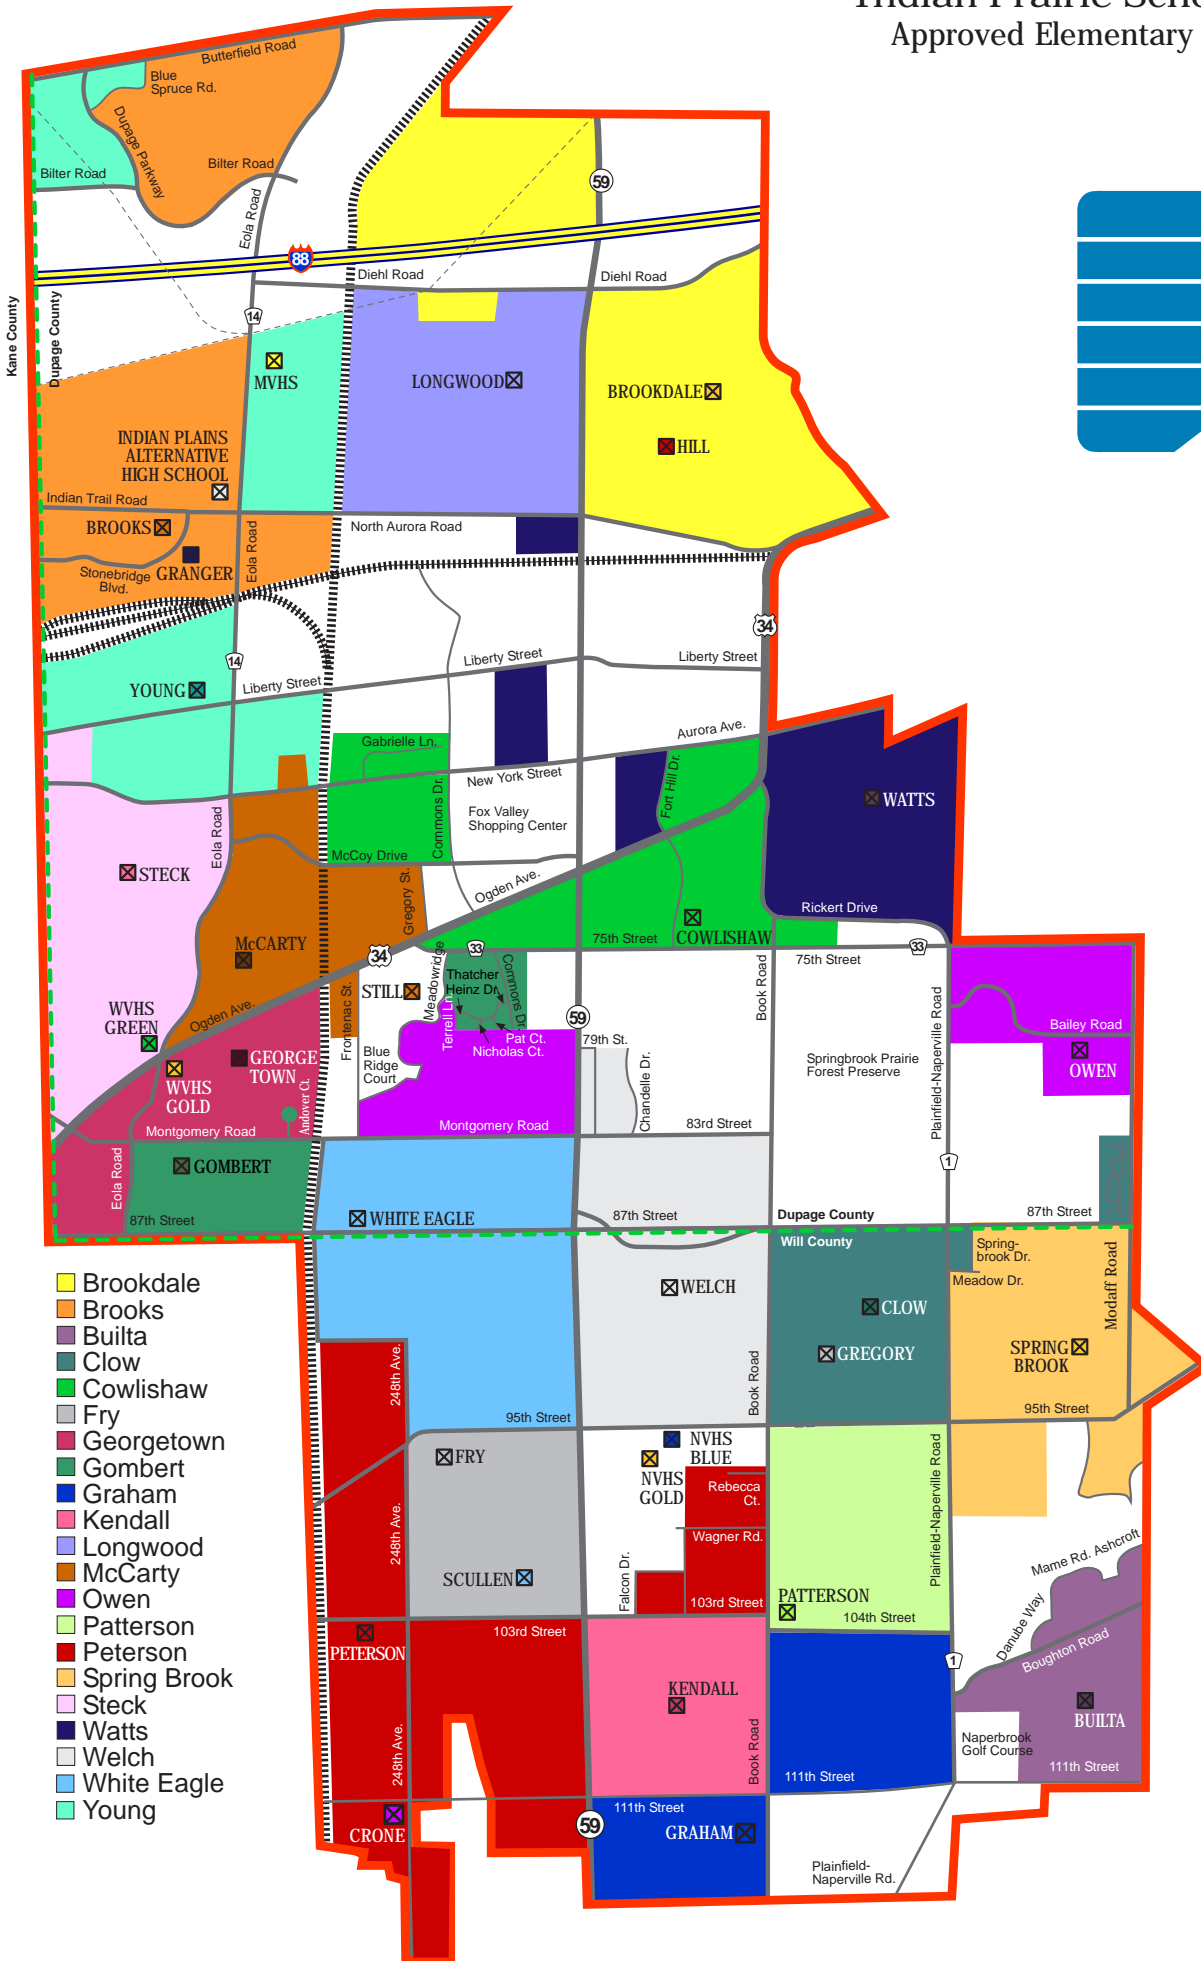 Approved Elementary
Butterfield Road
Blue
Spruce Rd.
Dupage Parkway
Bilter Road
Bilter Road
Eola Road
59
88
Diehl Road
Diehl Road
Kane County
Dupage County
14
MVHS
LONGWOOD
BROOKDALE
HILL
INDIAN PLAINS
ALTERNATIVE
HIGH SCHOOL
Indian Trail Road
BROOKS
Eola Road
North Aurora Road
Stonebridge
Blvd.
GRANGER
34
14
Liberty Street
Liberty Street
Liberty Street
YOUNG
Aurora Ave.
Gabrielle Ln.
New York Street
Fort Hill Dr.
Commons Dr.
Fox Valley
Shopping Center
WATTS
Eola Road
McCoy Drive
STECK
Gregory St.
Ogden Ave.
Rickert Drive
McCARTY
34
33
75th Street
COWLISHAW
33
75th Street
Meadowridge
Thatcher
Heinz Dr.
Commons Dr.
STILL
Frontenac St.
Terrell Ln.
Book Road
Plainfield-Naperville Road
WVHS
GREEN
Ogden Ave.
59
Bailey Road
Pat Ct.
Nicholas Ct.
79th St.
Blue
Ridge
Court
GEORGE
TOWN
WVHS
GOLD
Andover Ct.
Chandelle Dr.
Springbrook Prairie
Forest Preserve
OWEN
Montgomery Road
Montgomery Road
83rd Street
1
Eola Road
GOMBERT
87th Street
WHITE EAGLE
87th Street
Dupage County
87th Street
Will County
Spring-
brook Dr.
Meadow Dr.
Modaff Road
WELCH
CLOW
GREGORY
SPRING
BROOK
Brookdale
Brooks
Builta
Clow
Cowlishaw
Fry
Georgetown
Gombert
Graham
Kendall
Longwood
McCarty
Owen
Patterson
Peterson
Spring Brook
Steck
Watts
Welch
White Eagle
Young
248th Ave.
Book Road
95th Street
95th Street
FRY
NVHS
BLUE
NVHS
GOLD
Rebecca
Ct.
Plainfield-Naperville Road
248th Ave.
Wagner Rd.
Mame Rd. Ashcroft
SCULLEN
Falcon Dr.
103rd Street
PATTERSON
104th Street
Danube Way
103rd Street
PETERSON
1
Boughton Road
KENDALL
BUILTA
248th Ave.
Book Road
Naperbrook
Golf Course
111th Street
111th Street
111th Street
CRONE
59
GRAHAM
Plainfield-
Naperville Rd.